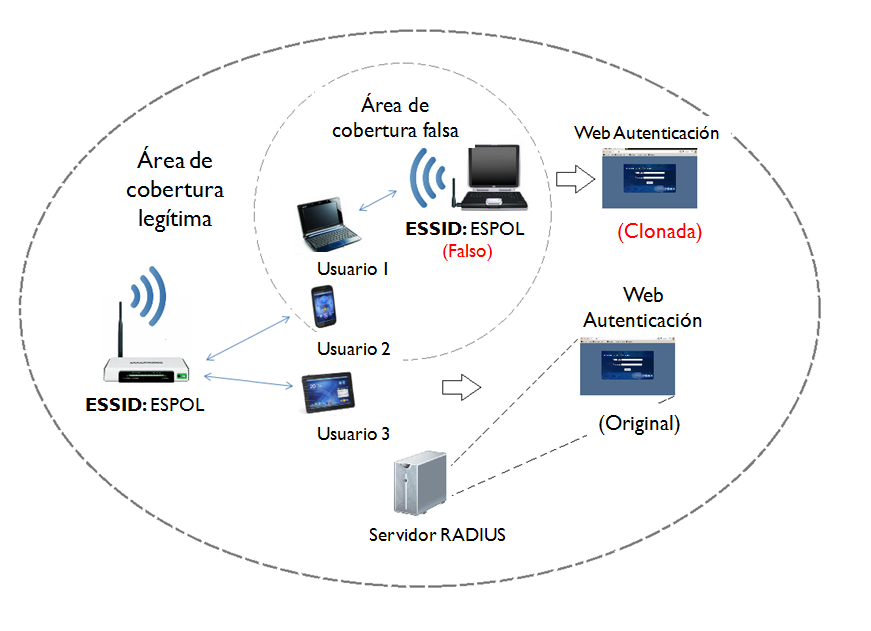 Área de
cobertura falsa
Web Autenticación
Área de
cobertura
legítima
ESSID: ESPOL
(Falso)
(Clonada)
Usuario 1
Web
Autenticación
Usuario 2
ESSID: ESPOL
(Original)
Usuario 3
Servidor RADIUS